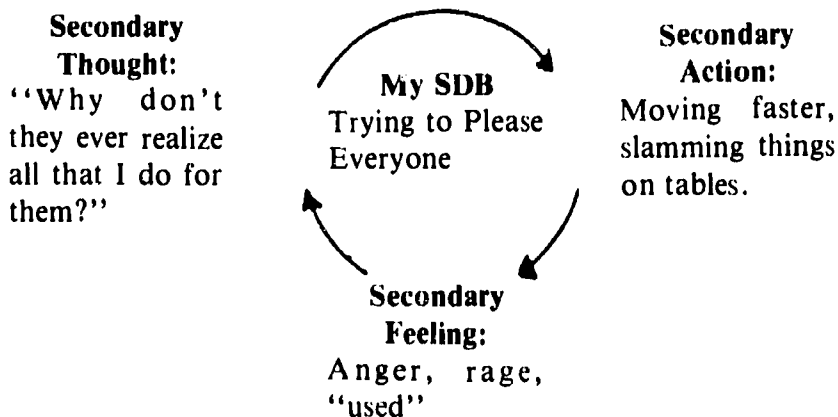 Secondary
Thought:
“Why don't
they ever realize
all that I do for
them?”
My SDB
Trying to Please
Everyone
Secondary
Action:
Moving faster,
slamming things
on tables.
Secondary
Feeling:
Anger, rage,
“used”